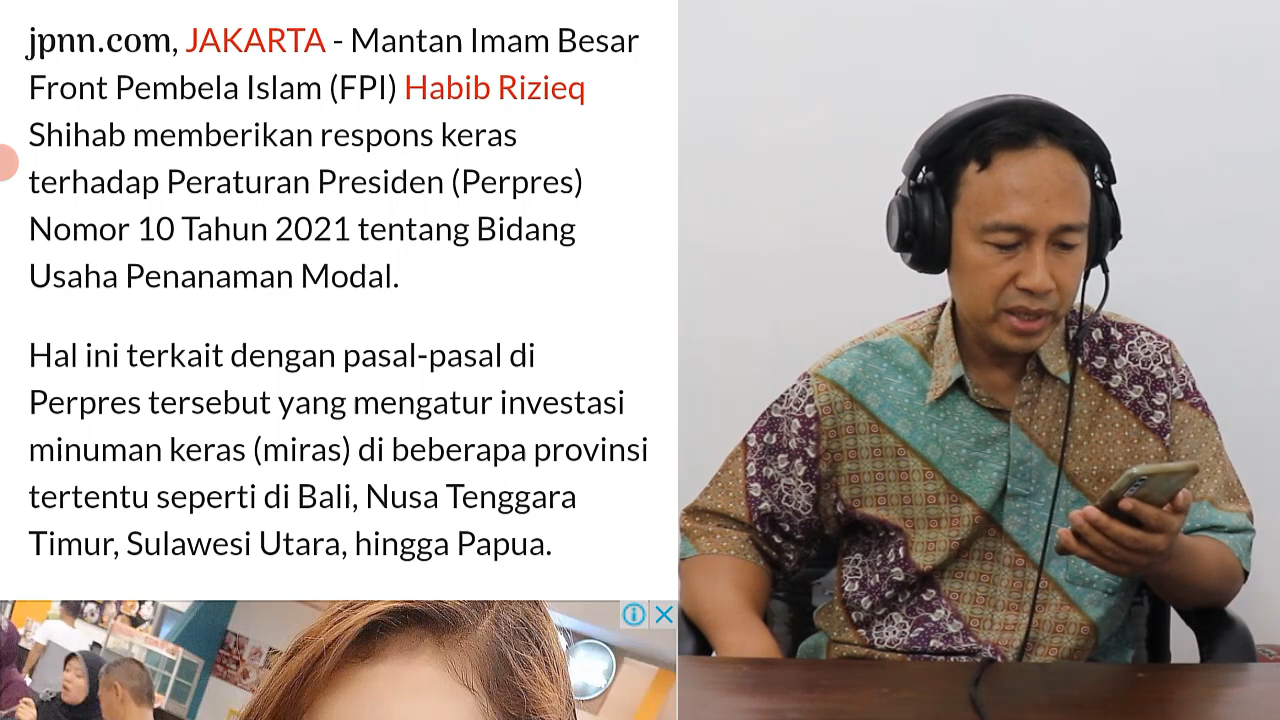 jpnn.com, JAKARTA - Mantan Imam Besar
Front Pembela Islam (FPI) Habib Rizieq
Shihab memberikan respons keras
terhadap Peraturan Presiden (Perpres)
Nomor 10 Tahun 2021 tentang Bidang
Usaha Penanaman Modal.
Hal ini terkait dengan pasal-pasal di
Perpres tersebut yang mengatur investasi
minuman keras (miras) di beberapa provinsi
tertentu seperti di Bali, Nusa Tenggara
Timur, Sulawesi Utara, hingga Papua.